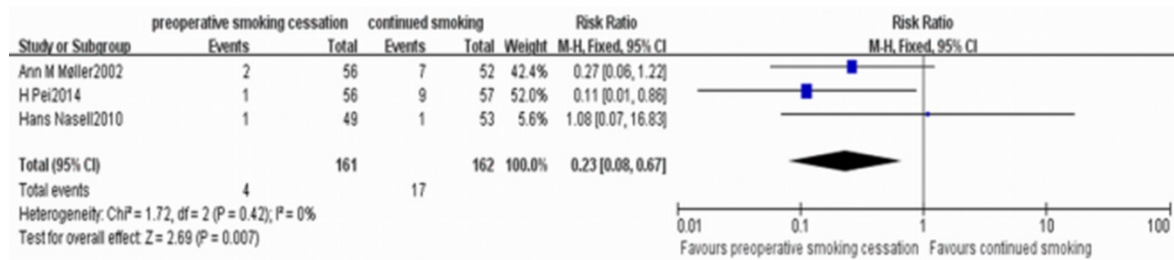 preoperative smoking cessation continued smoking Risk Ratio Risk Ratio
Study or Subgroup Events Total Events Total Weight M-H, Fixed, 95% CI M-H, Fixed, 95% CI
Ann M Møller2002 2 56 7 52 42.4% 0.27 [0.06, 1.22]
H Pei2014 1 56 9 57 52.0% 0.11 [0.01, 0.86]
Hans Nasell2010 1 49 1 53 5.6% 1.08 [0.07, 16.83]
Total (95% CI) 161 162 100.0% 0.23 [0.08, 0.67]
Total events 4 17
Heterogeneity: Chi² = 1.72, df = 2 (P = 0.42); I² = 0%
Test for overall effect: Z = 2.69 (P = 0.007)
0.01 0.1 1 10 100
Favours preoperative smoking cessation Favours continued smoking